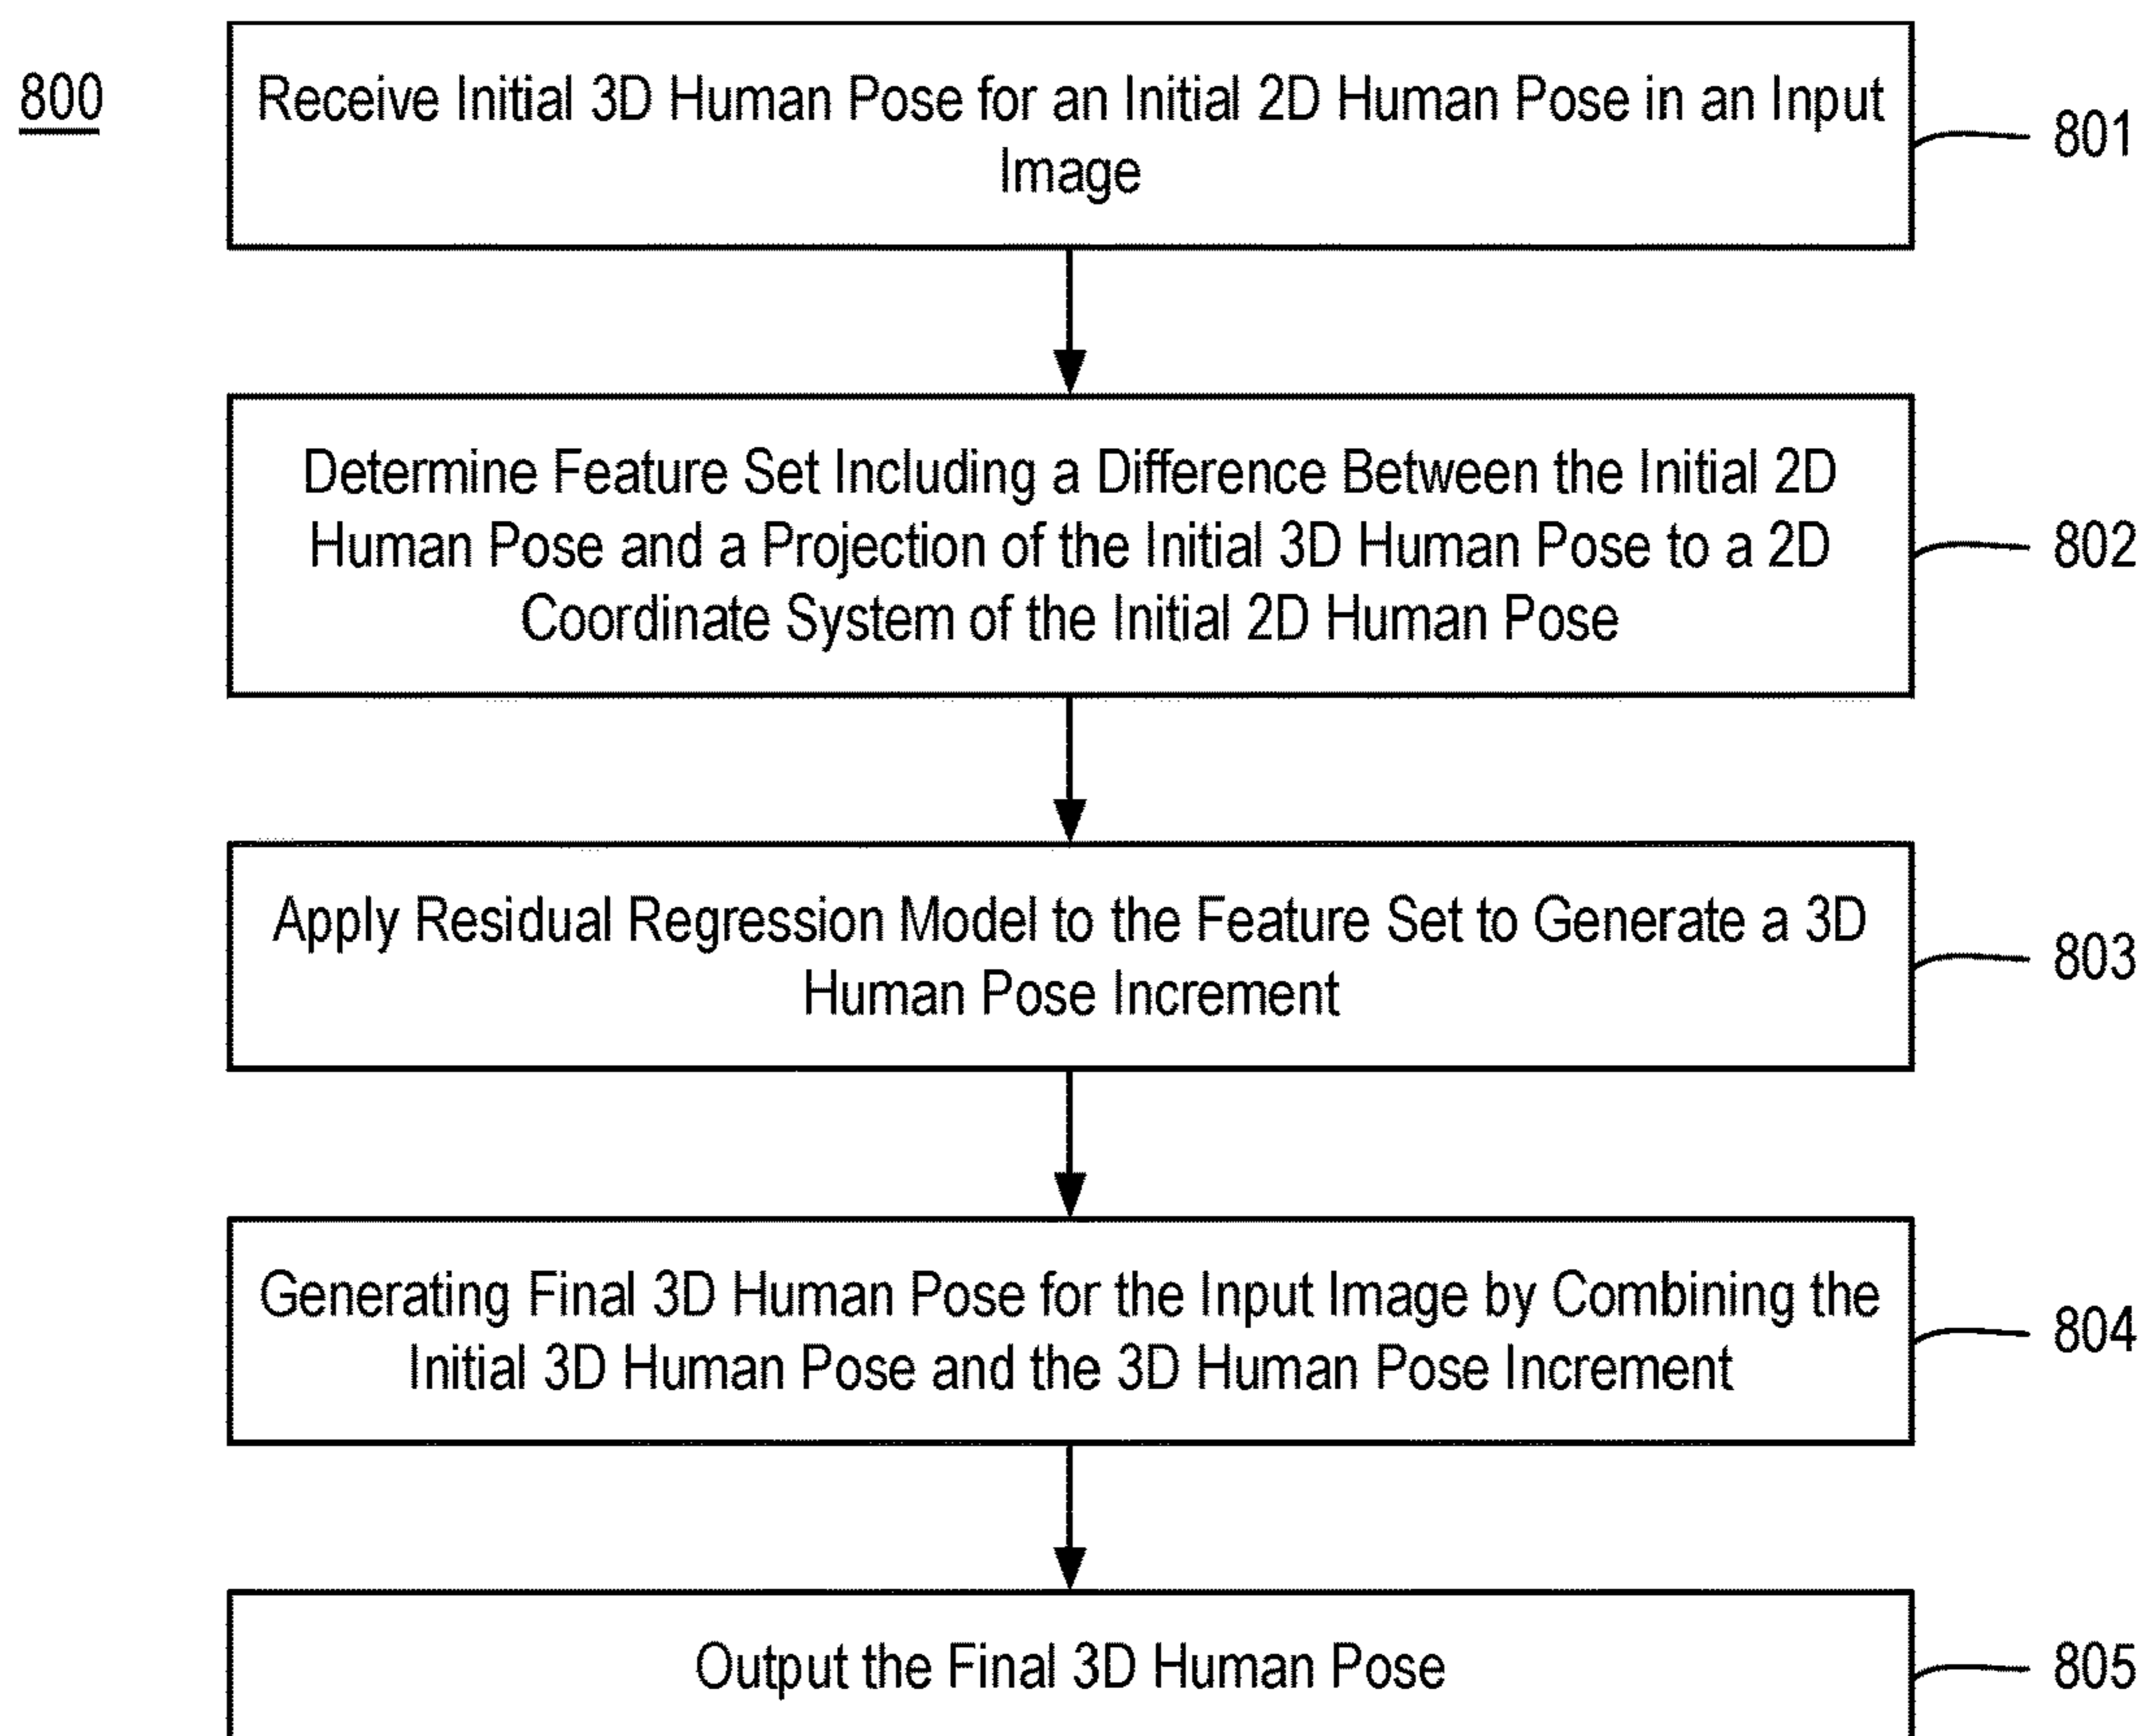 800
Receive Initial 3D Human Pose for an Initial 2D Human Pose in an Input
Image
801
Determine Feature Set Including a Difference Between the Initial 2D
Human Pose and a Projection of the Initial 3D Human Pose to a 2D
Coordinate System of the Initial 2D Human Pose
802
Apply Residual Regression Model to the Feature Set to Generate a 3D
Human Pose Increment
803
Generating Final 3D Human Pose for the Input Image by Combining the
Initial 3D Human Pose and the 3D Human Pose Increment
804
Output the Final 3D Human Pose
805